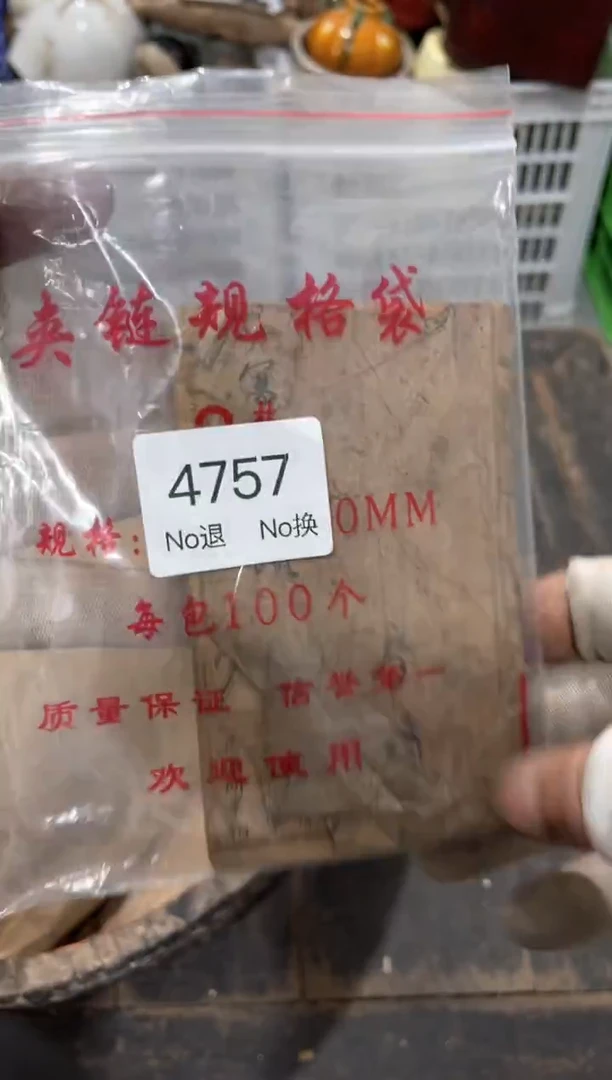 夹链规格袋
4757
No退 No换
规格: 0MM
每包100个
质量保证 信誉第一
欢迎使用